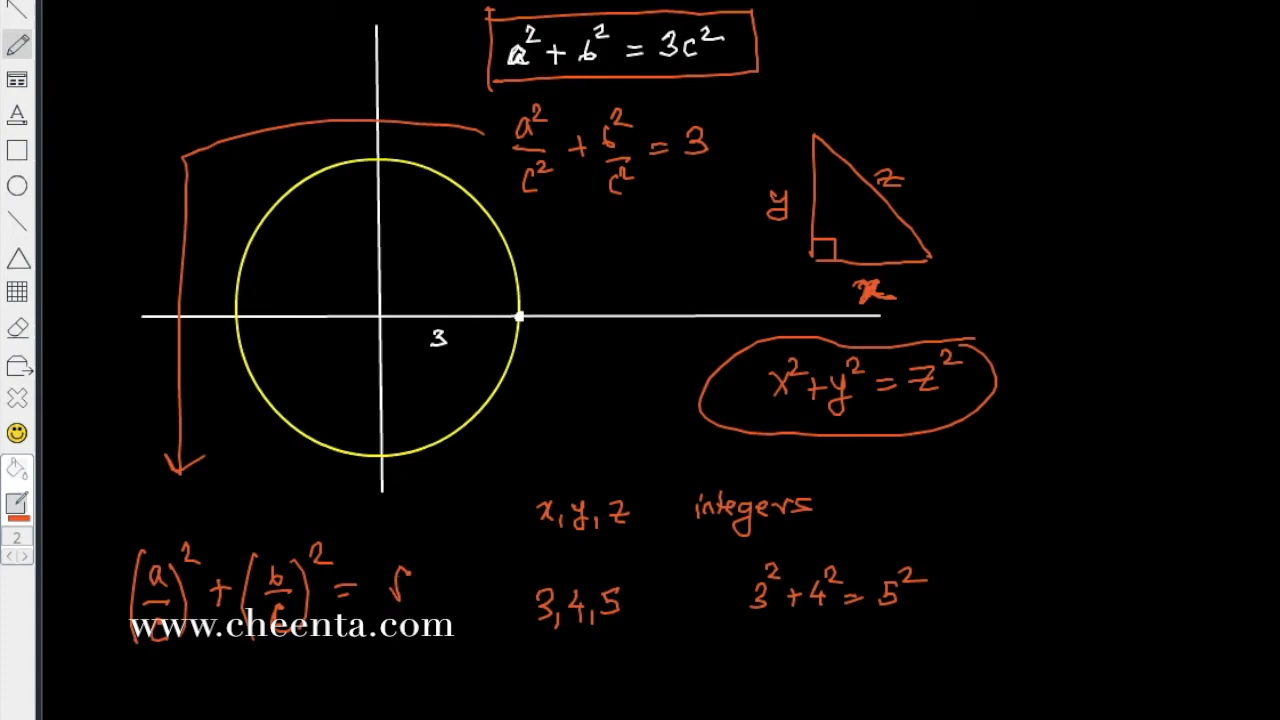 a² + b² = 3c²
a²/c² + b²/c² = 3
y
z
x
3
x² + y² = z²
x, y, z integers
(a/c)² + (b/c)² = √
3, 4, 5
3² + 4² = 5²
www.cheenta.com
2